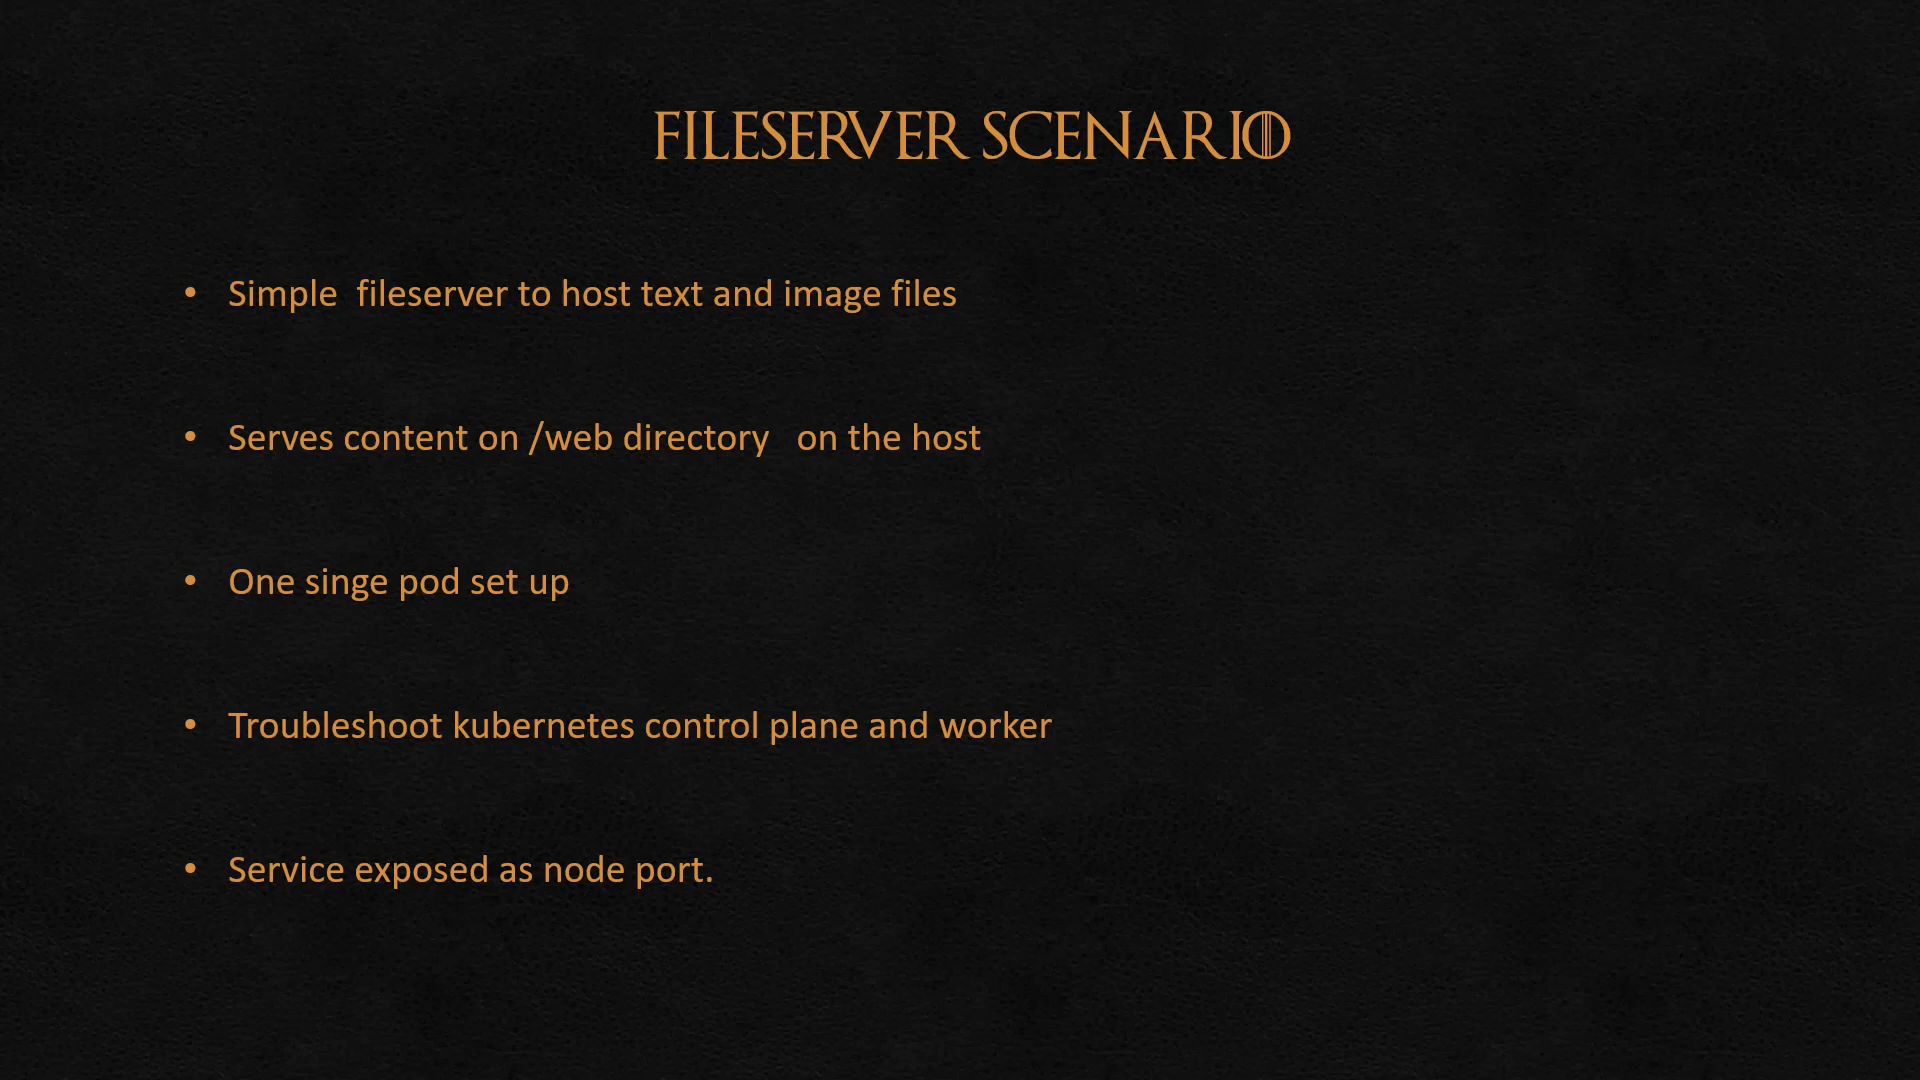 FILESERVER SCENARIO
• Simple  fileserver to host text and image files
• Serves content on /web directory   on the host
• One singe pod set up
• Troubleshoot kubernetes control plane and worker
• Service exposed as node port.